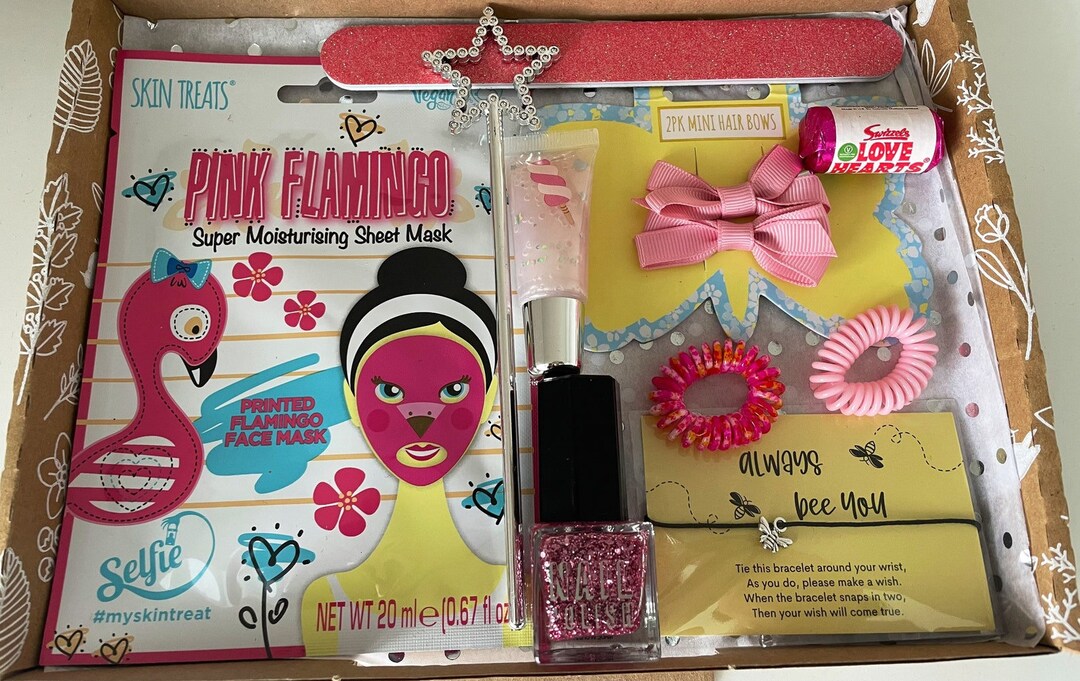 SKIN TREATS®
Vegan
PINK FLAMINGO
Super Moisturising Sheet Mask
PRINTED
FLAMINGO
FACE MASK
Selfie
#myskintreat
NET WT 20 ml e (0.67 fl oz
2PK MINI HAIR BOWS
Swizzels
LOVE
HEARTS
NAIL
POLISH
always
bee you
Tie this bracelet around your wrist,
As you do, please make a wish.
When the bracelet snaps in two,
Then your wish will come true.